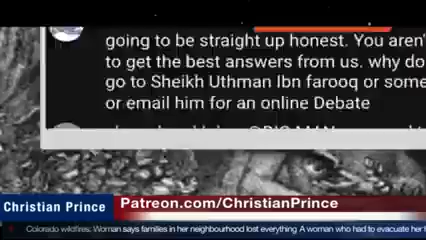 going to be straight up honest. You aren'
to get the best answers from us. why do
go to Sheikh Uthman Ibn farooq or some
or email him for an online Debate
Christian Prince
Patreon.com/ChristianPrince
Colorado wildfires: Woman says families in her neighbourhood lost everything A woman who had to evacuate her